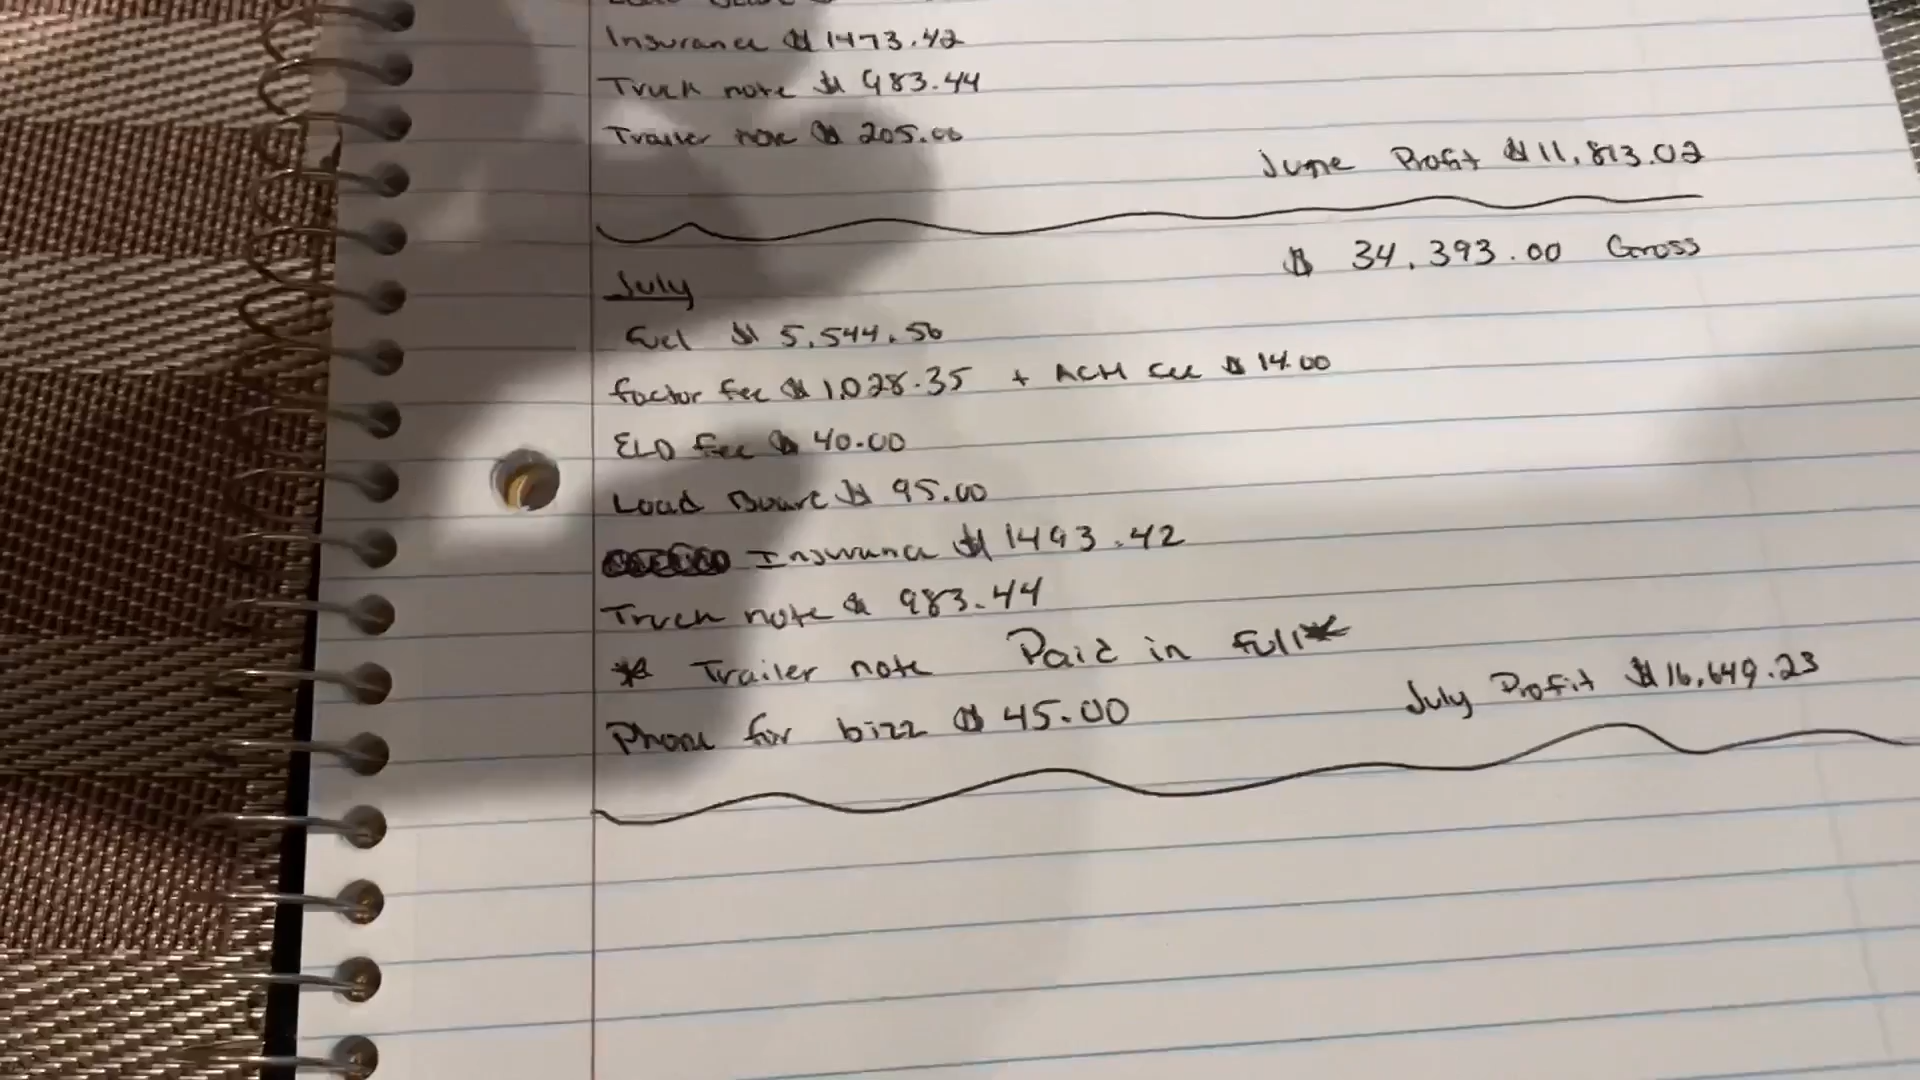 Insurance $ 1473.42
Truck note $ 983.44
Trailer note $ 205.00
June Profit $ 11,813.02
$ 34,393.00 Gross
July
Fuel $ 5,544.56
factor fee $ 1,028.35 + ACH fee $ 14.00
ELD fee $ 40.00
Load Board $ 95.00
Insurance $ 1493.42
Truck note $ 983.44
* Trailer note Paid in full*
July Profit $ 16,649.23
Phone for bizz $ 45.00